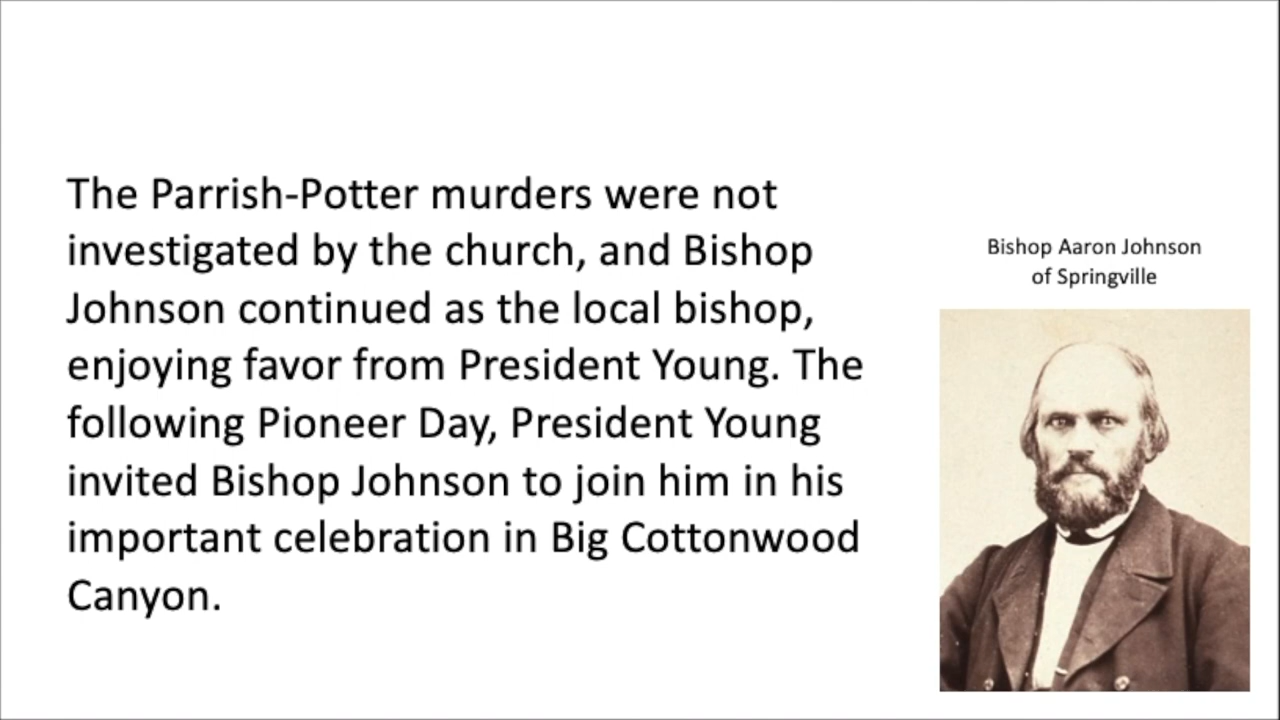 The Parrish-Potter murders were not
investigated by the church, and Bishop
Johnson continued as the local bishop,
enjoying favor from President Young. The
following Pioneer Day, President Young
invited Bishop Johnson to join him in his
important celebration in Big Cottonwood
Canyon.
Bishop Aaron Johnson
of Springville